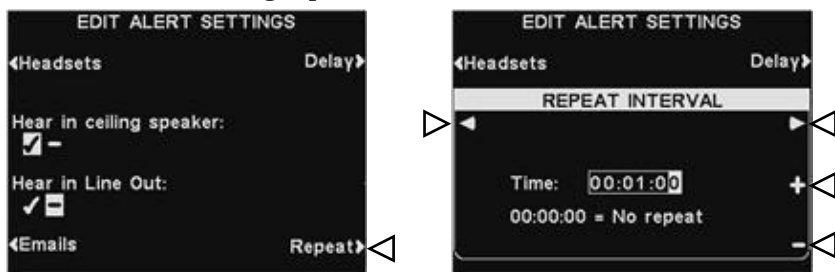 EDIT ALERT SETTINGS
Headsets Delay
Hear in ceiling speaker:
Hear in Line Out:
Emails Repeat
EDIT ALERT SETTINGS
Headsets Delay
REPEAT INTERVAL
Time: 00:01:00
+
00:00:00 = No repeat
-